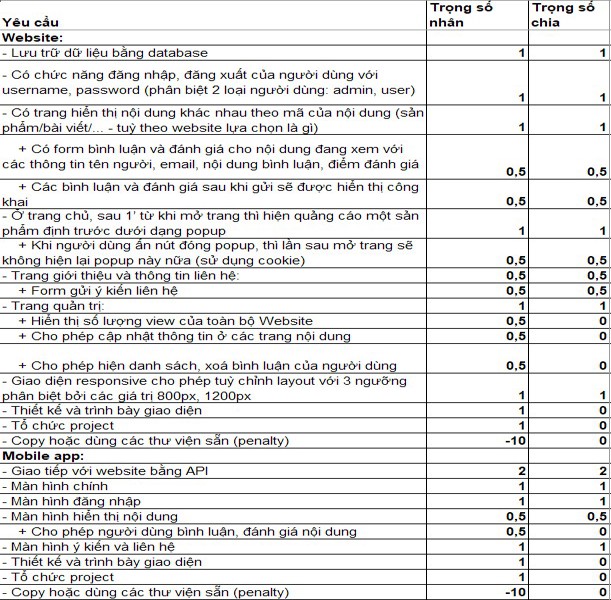 Yêu cầu Trọng số nhân Trọng số chia
Website:
- Lưu trữ dữ liệu bằng database 1 1
- Có chức năng đăng nhập, đăng xuất của người dùng với
username, password (phân biệt 2 loại người dùng: admin, user) 1 1
- Có trang hiển thị nội dung khác nhau theo mã của nội dung (sản
phẩm/bài viết/... - tuỳ theo website lựa chọn là gì) 1 1
+ Có form bình luận và đánh giá cho nội dung đang xem với
các thông tin tên người, email, nội dung bình luận, điểm đánh giá 0,5 0,5
+ Các bình luận và đánh giá sau khi gửi sẽ được hiển thị công
khai 0,5 0,5
- Ở trang chủ, sau 1' từ khi mở trang thì hiện quảng cáo một sản
phẩm định trước dưới dạng popup 1 1
+ Khi người dùng ấn nút đóng popup, thì lần sau mở trang sẽ
không hiện lại popup này nữa (sử dụng cookie) 0,5 0,5
- Trang giới thiệu và thông tin liên hệ: 0,5 0,5
+ Form gửi ý kiến liên hệ 0,5 0,5
- Trang quản trị: 1 1
+ Hiển thị số lượng view của toàn bộ Website 0,5 0
+ Cho phép cập nhật thông tin ở các trang nội dung 0,5 0
+ Cho phép hiện danh sách, xoá bình luận của người dùng 0,5 0
- Giao diện responsive cho phép tuỳ chỉnh layout với 3 ngưỡng
phân biệt bởi các giá trị 800px, 1200px 1 1
- Thiết kế và trình bày giao diện 1 0
- Tổ chức project 1 0
- Copy hoặc dùng các thư viện sẵn (penalty) -10 0
Mobile app:
- Giao tiếp với website bằng API 2 2
- Màn hình chính 1 1
- Màn hình đăng nhập 1 1
- Màn hình hiển thị nội dung 0,5 0,5
+ Cho phép người dùng bình luận, đánh giá nội dung 0,5 0
- Màn hình ý kiến và liên hệ 1 1
- Thiết kế và trình bày giao diện 1 0
- Tổ chức project 1 0
- Copy hoặc dùng các thư viện sẵn (penalty) -10 0